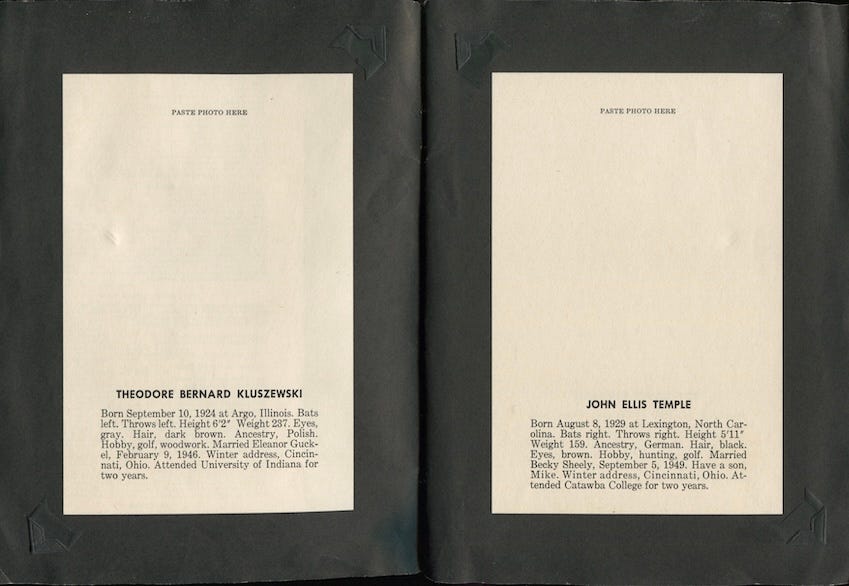 PASTE PHOTO HERE
THEODORE BERNARD KLUSZEWSKI
Born September 10, 1924 at Argo, Illinois. Bats
left. Throws left. Height 6'2" Weight 237. Eyes,
gray. Hair, dark brown. Ancestry, Polish.
Hobby, golf, woodwork. Married Eleanor Guck-
el, February 9, 1946. Winter address, Cincin-
nati, Ohio. Attended University of Indiana for
two years.
PASTE PHOTO HERE
JOHN ELLIS TEMPLE
Born August 8, 1929 at Lexington, North Car-
olina. Bats right. Throws right. Height 5'11"
Weight 159. Ancestry, German. Hair, black.
Eyes, brown. Hobby, hunting, golf. Married
Becky Sheely, September 5, 1949. Have a son,
Mike. Winter address, Cincinnati, Ohio. At-
tended Catawba College for two years.